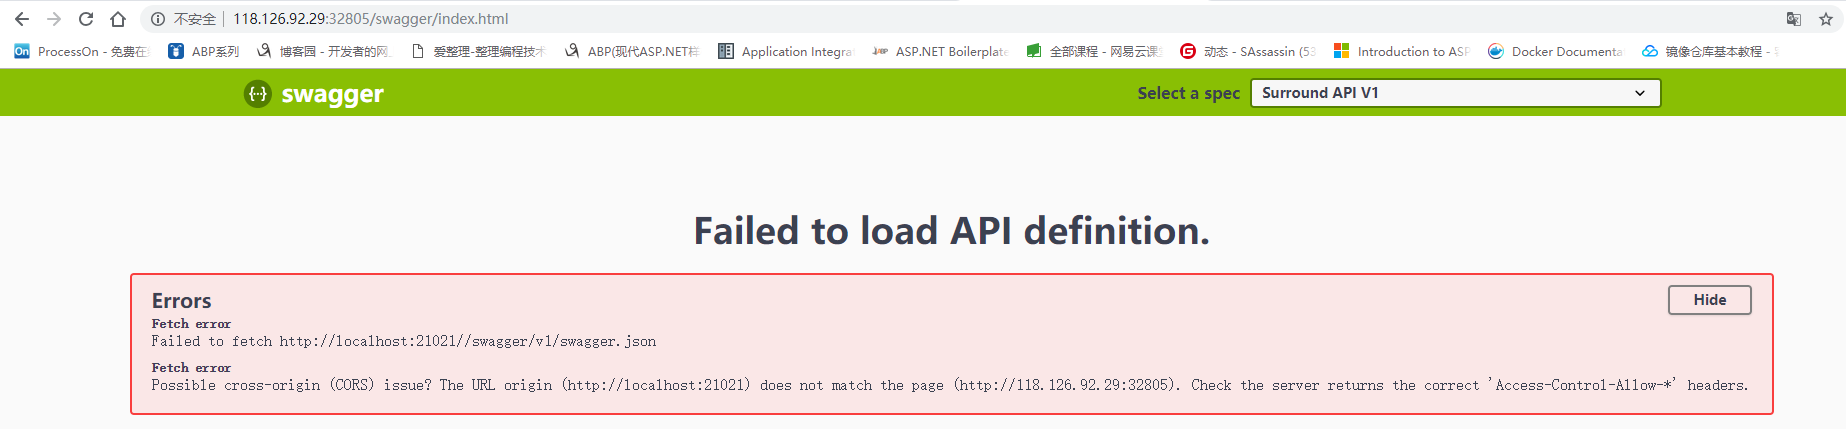 不安全 118.126.92.29:32805/swagger/index.html
ProcessOn - 免费在 ABP系列 博客园 - 开发者的网 爱整理-整理编程技术 ABP(现代ASP.NET样 Application Integra ASP.NET Boilerplate 全部课程 - 网易云课 动态 - SAssassin (53 Introduction to ASP Docker Documenta 镜像仓库基本教程 -
swagger Select a spec Surround API V1
Failed to load API definition.
Errors Hide
Fetch error
Failed to fetch http://localhost:21021//swagger/v1/swagger.json
Fetch error
Possible cross-origin (CORS) issue? The URL origin (http://localhost:21021) does not match the page (http://118.126.92.29:32805). Check the server returns the correct 'Access-Control-Allow-*' headers.